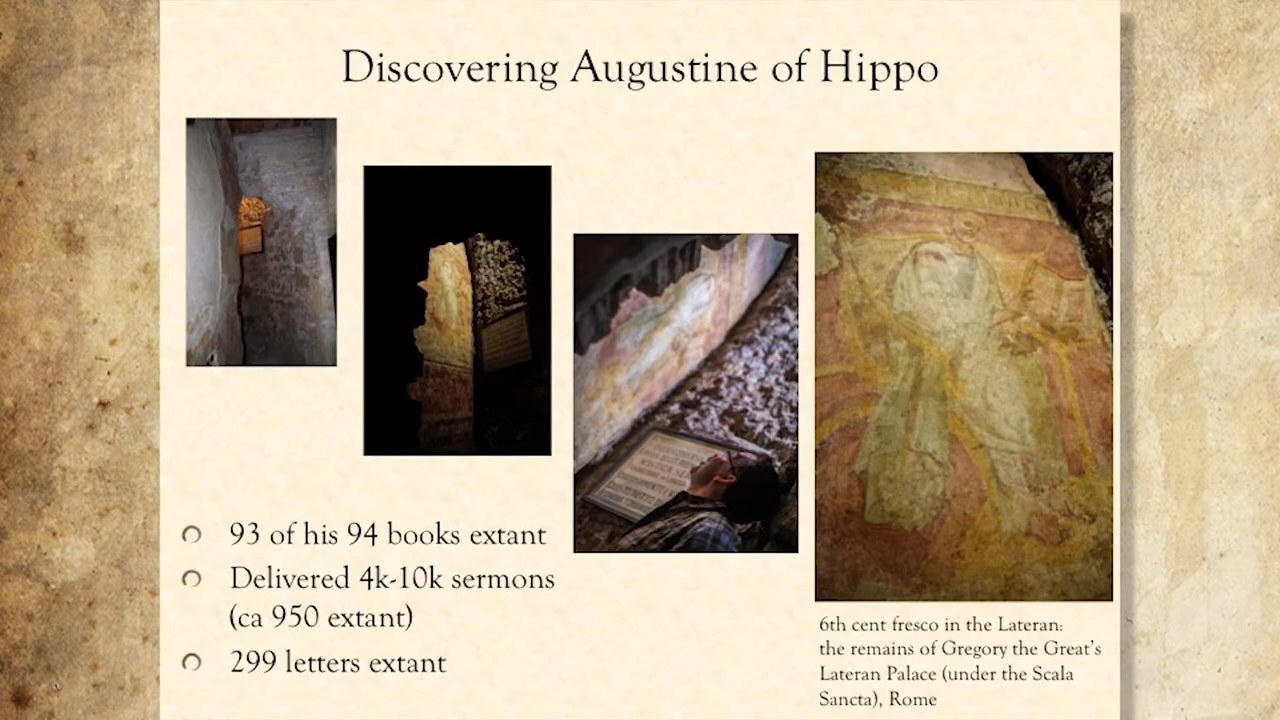 Discovering Augustine of Hippo
93 of his 94 books extant
Delivered 4k-10k sermons
(ca 950 extant)
299 letters extant
6th cent fresco in the Lateran:
the remains of Gregory the Great's
Lateran Palace (under the Scala
Sancta), Rome